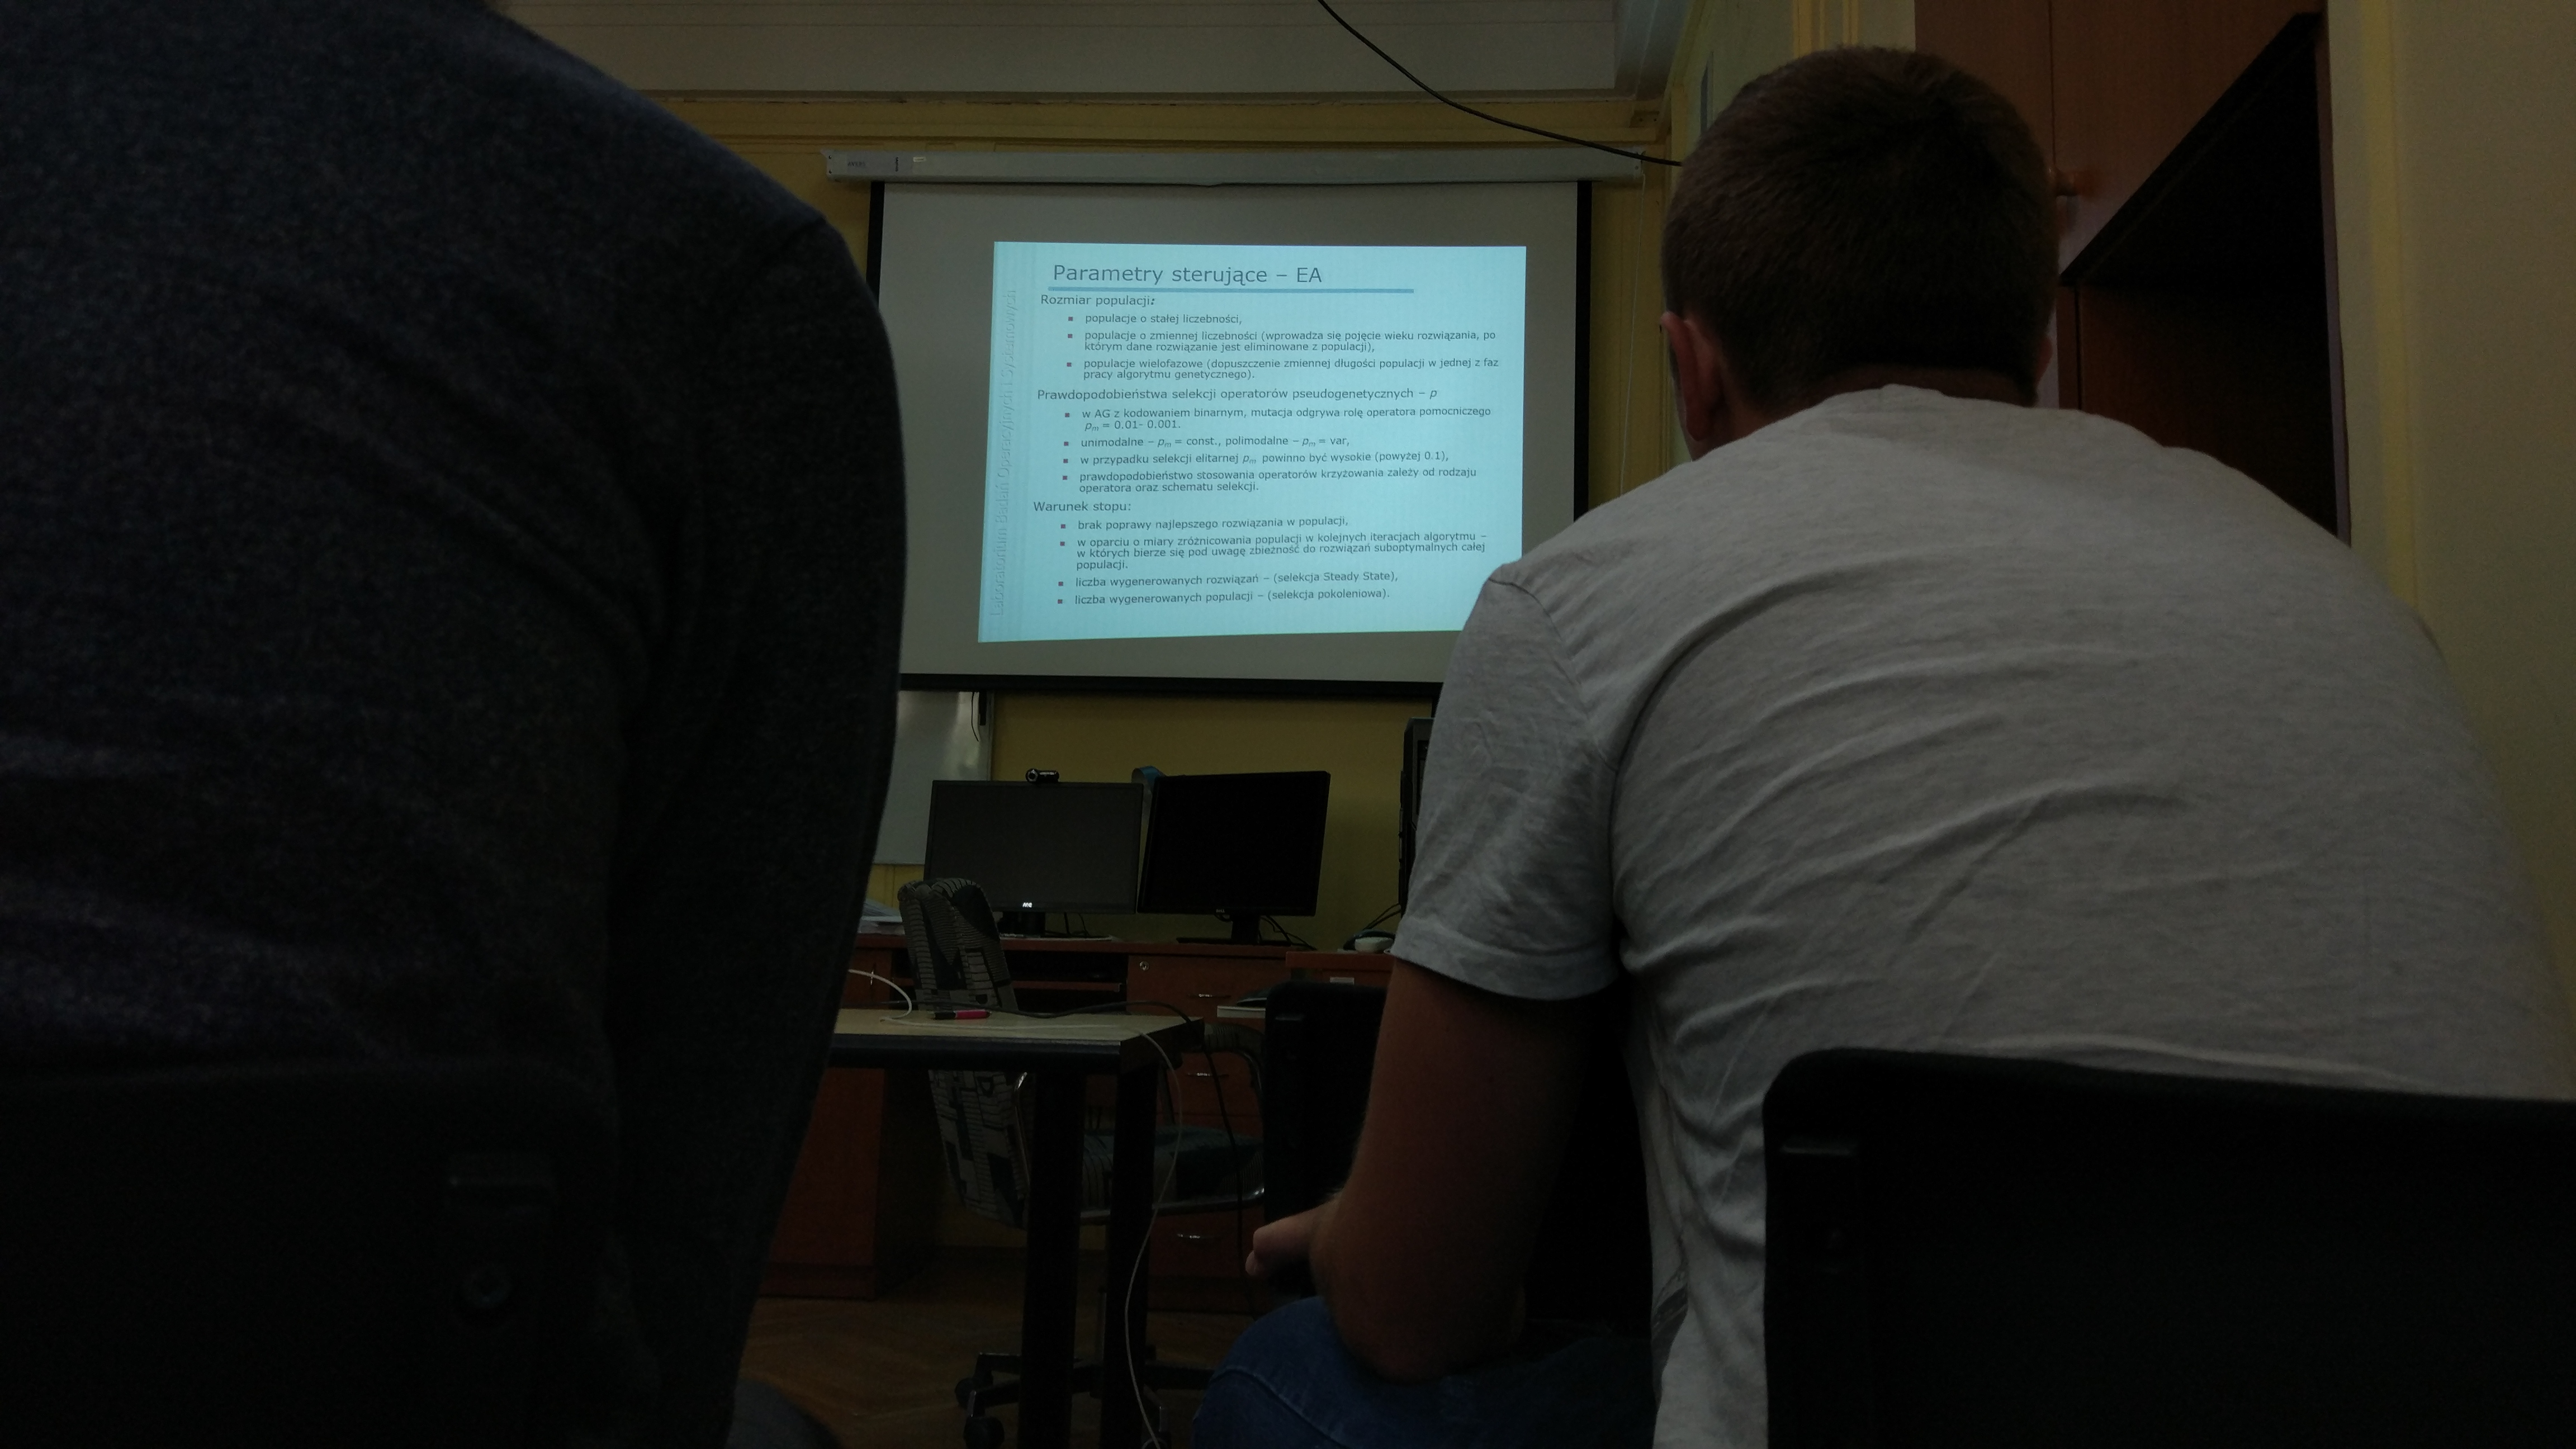 Parametry sterujące – EA
Rozmiar populacji:
populacje o stałej liczebności,
populacje o zmiennej liczebności (wprowadza się pojęcie wieku rozwiązania, po
którym dane rozwiązanie jest eliminowane z populacji),
populacje wielofazowe (dopuszczenie zmiennej długości populacji w jednej z faz
pracy algorytmu genetycznego).
Prawdopodobieństwa selekcji operatorów pseudogenetycznych – p
w AG z kodowaniem binarnym, mutacja odgrywa rolę operatora pomocniczego
pm = 0.01- 0.001.
unimodalne – pm = const., polimodalne – pm = var,
w przypadku selekcji elitarnej pm powinno być wysokie (powyżej 0.1),
prawdopodobieństwo stosowania operatorów krzyżowania zależy od rodzaju
operatora oraz schematu selekcji.
Warunek stopu:
brak poprawy najlepszego rozwiązania w populacji,
w oparciu o miary zróżnicowania populacji w kolejnych iteracjach algorytmu –
w których bierze się pod uwagę zbieżność do rozwiązań suboptymalnych całej
populacji.
liczba wygenerowanych rozwiązań – (selekcja Steady State),
liczba wygenerowanych populacji – (selekcja pokoleniowa).
Laboratorium Badań Operacyjnych i Systemowych